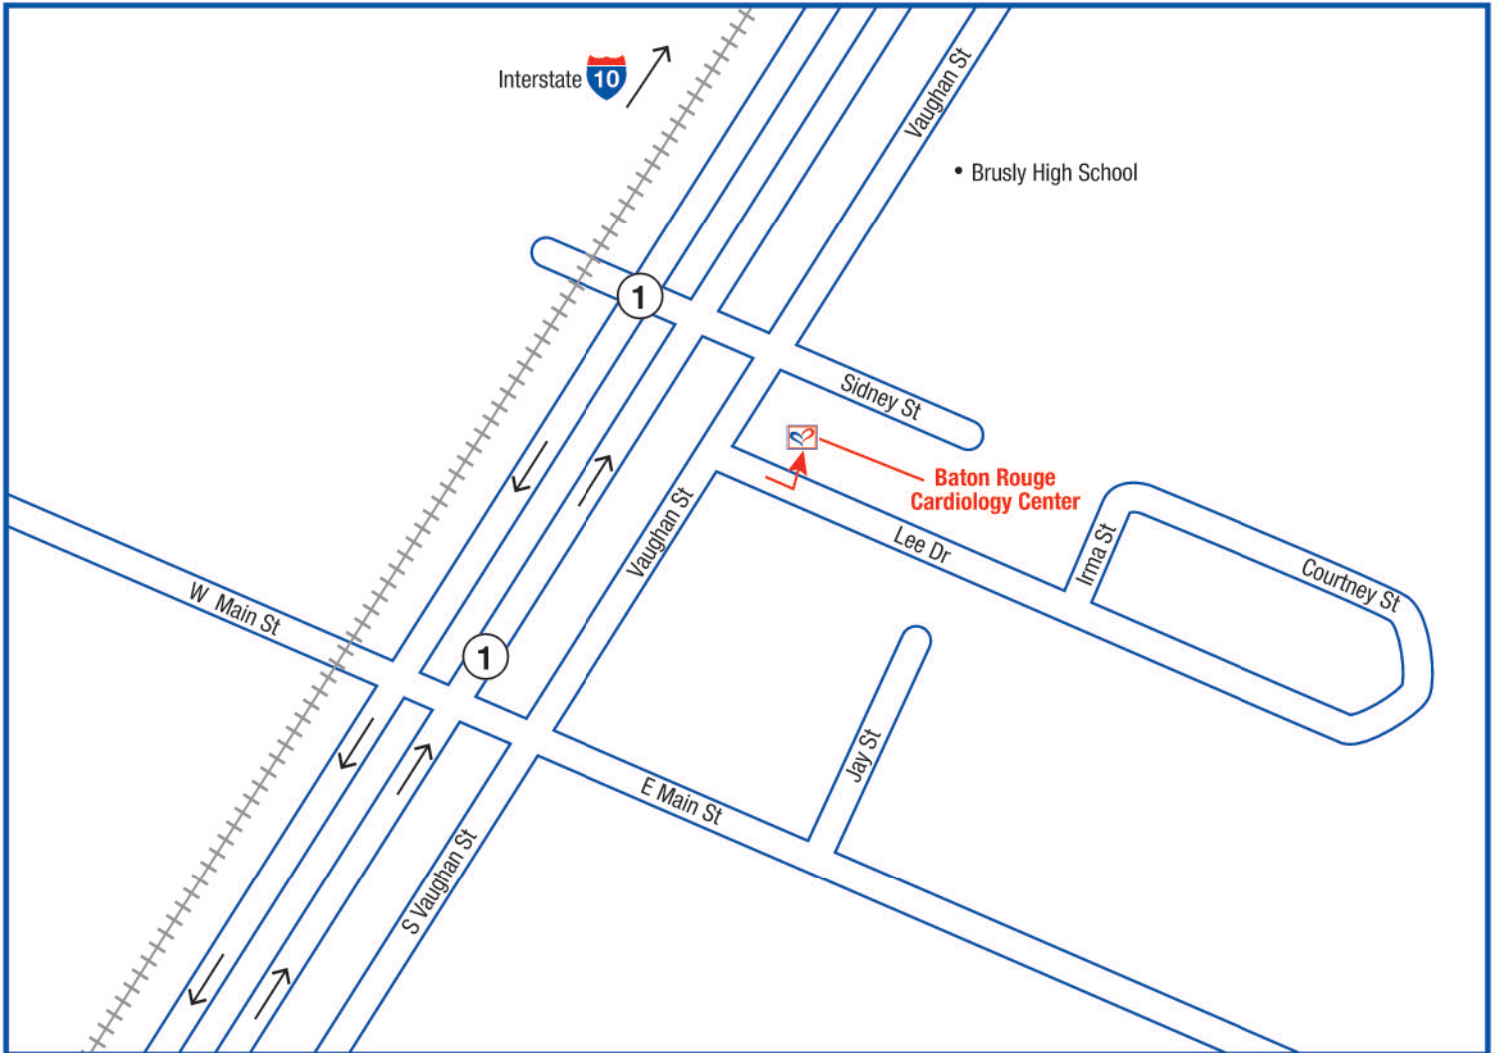 Interstate 10
Vaughan St
Brusly High School
1
Sidney St
Baton Rouge
Cardiology Center
Vaughan St
Lee Dr
Irma St
Courtney St
W Main St
1
Jay St
E Main St
S Vaughan St